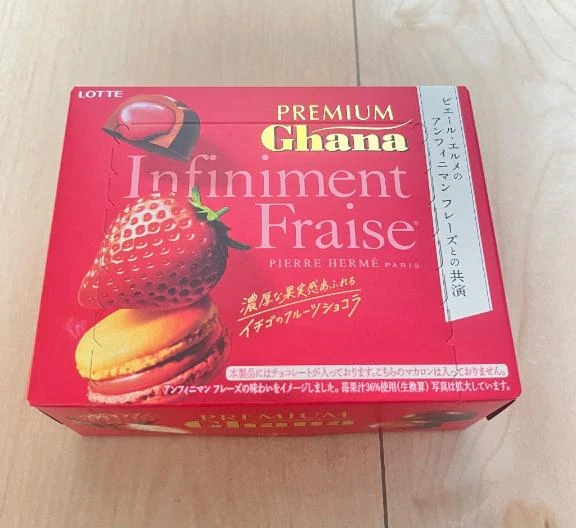 LOTTE
PREMIUM
Ghana
Infiniment
Fraise
PIERRE HERMÉ PARIS
ピエール・エルメの
アンフィニマン フレーズとの共演
濃厚な果実感あふれる
イチゴのフルーツショコラ
本製品にはチョコレートが入っております。こちらのマカロンは入っておりません。
アンフィニマン フレーズの味わいをイメージしました。苺果汁36%使用(生換算) 写真は拡大しています。
PREMIUM
Ghana